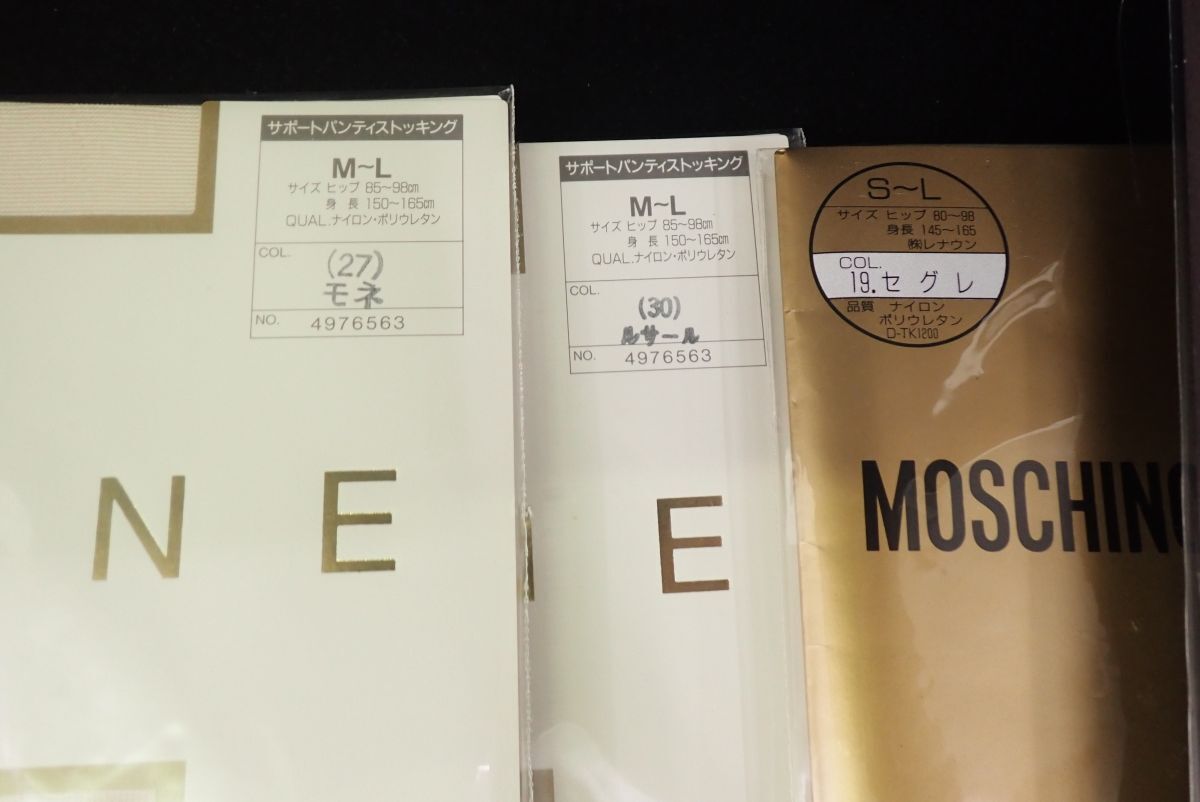 サポートパンティストッキング
M~L
サイズ ヒップ 85~98㎝
身 長 150~165㎝
QUAL.ナイロン・ポリウレタン
COL.
(27)
モネ
NO. 4976563
N E
サポートパンティストッキング
M~L
サイズ ヒップ 85~98㎝
身 長 150~165㎝
QUAL.ナイロン・ポリウレタン
COL.
(30)
ルサール
NO. 4976563
E
S~L
サイズ ヒップ 80~98
身長 145~165
㈱レナウン
COL.
19.セグレ
品質 ナイロン
ポリウレタン
D-TK1200
MOSCHINO